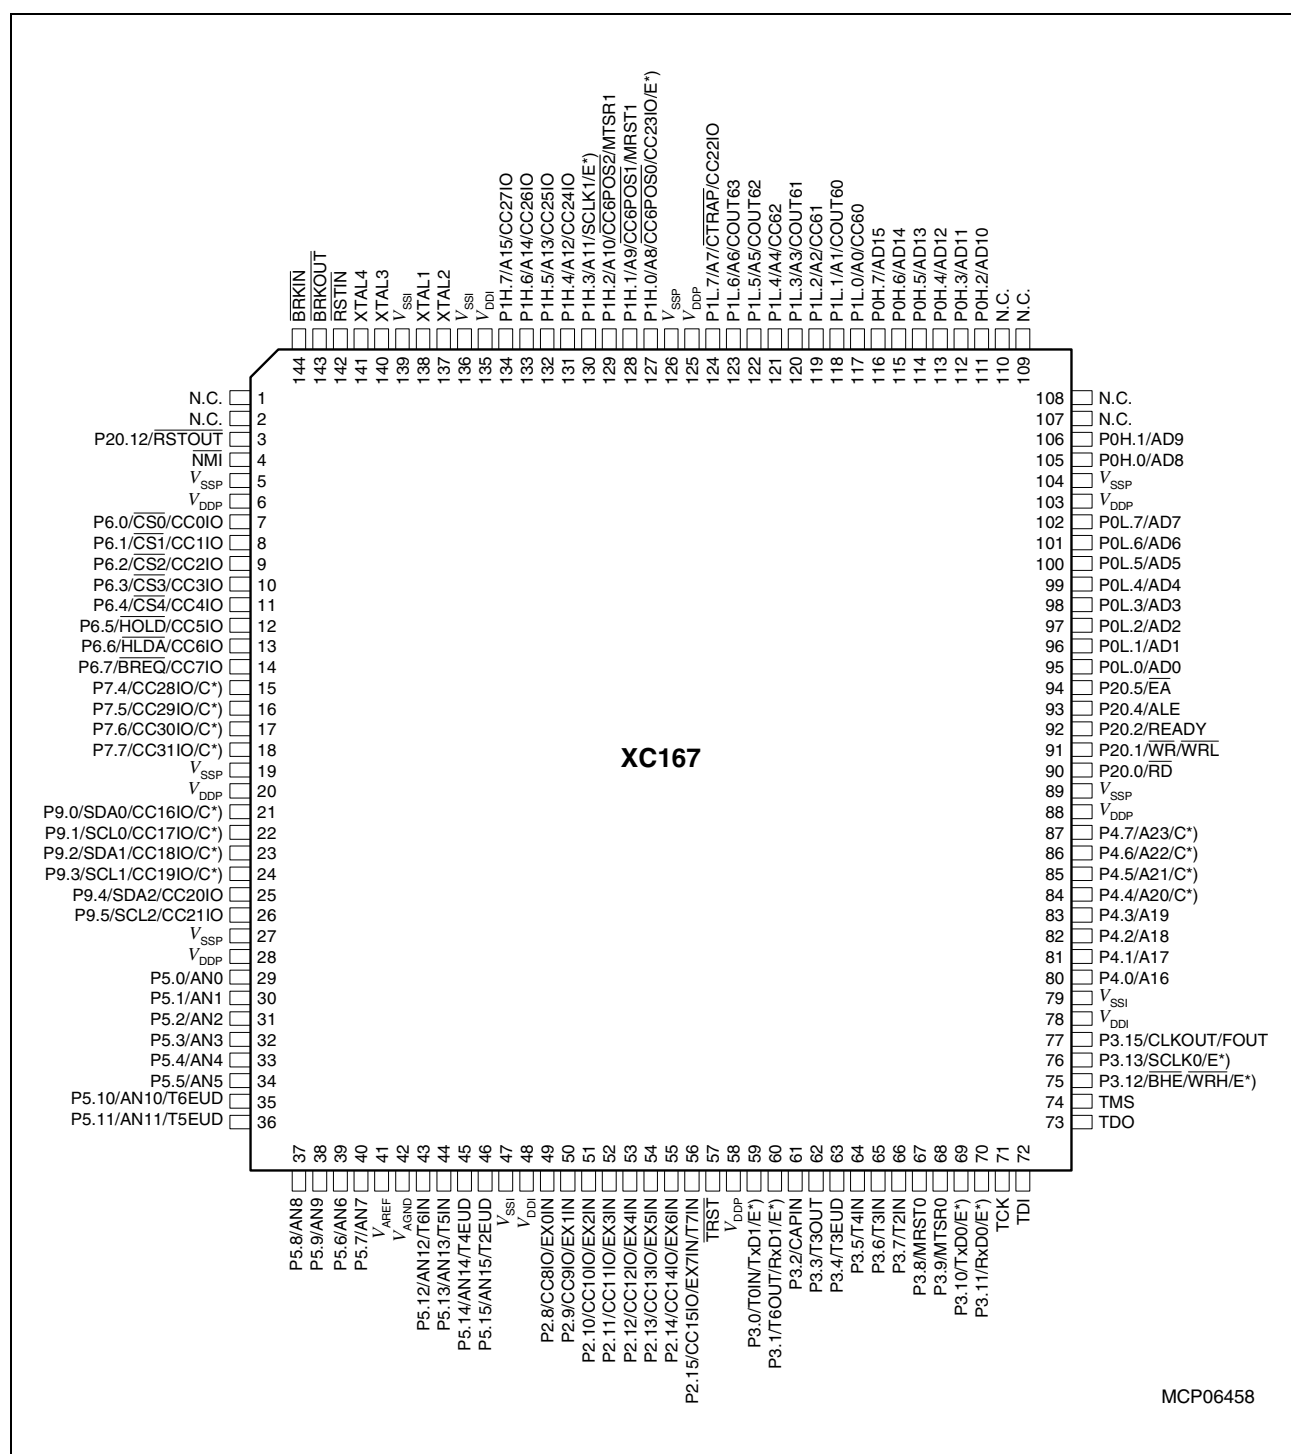 BRKIN
BRKOUT
RSTIN
XTAL4
XTAL3
VSSI
XTAL1
XTAL2
VSSI
VDDI
P1H.7/A15/CC27IO
P1H.6/A14/CC26IO
P1H.5/A13/CC25IO
P1H.4/A12/CC24IO
P1H.3/A11/SCLK1/E*)
P1H.2/A10/CC6POS2/MTSR1
P1H.1/A9/CC6POS1/MRST1
P1H.0/A8/CC6POS0/CC23IO/E*)
VSSP
VDDP
P1L.7/A7/CTRAP/CC22IO
P1L.6/A6/COUT63
P1L.5/A5/COUT62
P1L.4/A4/CC62
P1L.3/A3/COUT61
P1L.2/A2/CC61
P1L.1/A1/COUT60
P1L.0/A0/CC60
P0H.7/AD15
P0H.6/AD14
P0H.5/AD13
P0H.4/AD12
P0H.3/AD11
P0H.2/AD10
N.C.
N.C.
144 143 142 141 140 139 138 137 136 135 134 133 132 131 130 129 128 127 126 125 124 123 122 121 120 119 118 117 116 115 114 113 112 111 110 109
N.C. 1 108 N.C.
N.C. 2 107 N.C.
P20.12/RSTOUT 3 106 P0H.1/AD9
NMI 4 105 P0H.0/AD8
VSSP 5 104 VSSP
VDDP 6 103 VDDP
P6.0/CS0/CC0IO 7 102 P0L.7/AD7
P6.1/CS1/CC1IO 8 101 P0L.6/AD6
P6.2/CS2/CC2IO 9 100 P0L.5/AD5
P6.3/CS3/CC3IO 10 99 P0L.4/AD4
P6.4/CS4/CC4IO 11 98 P0L.3/AD3
P6.5/HOLD/CC5IO 12 97 P0L.2/AD2
P6.6/HLDA/CC6IO 13 96 P0L.1/AD1
P6.7/BREQ/CC7IO 14 95 P0L.0/AD0
P7.4/CC28IO/C*) 15 94 P20.5/EA
P7.5/CC29IO/C*) 16 93 P20.4/ALE
P7.6/CC30IO/C*) 17 92 P20.2/READY
P7.7/CC31IO/C*) 18 XC167 91 P20.1/WR/WRL
VSSP 19 90 P20.0/RD
VDDP 20 89 VSSP
P9.0/SDA0/CC16IO/C*) 21 88 VDDP
P9.1/SCL0/CC17IO/C*) 22 87 P4.7/A23/C*)
P9.2/SDA1/CC18IO/C*) 23 86 P4.6/A22/C*)
P9.3/SCL1/CC19IO/C*) 24 85 P4.5/A21/C*)
P9.4/SDA2/CC20IO 25 84 P4.4/A20/C*)
P9.5/SCL2/CC21IO 26 83 P4.3/A19
VSSP 27 82 P4.2/A18
VDDP 28 81 P4.1/A17
P5.0/AN0 29 80 P4.0/A16
P5.1/AN1 30 79 VSSI
P5.2/AN2 31 78 VDDI
P5.3/AN3 32 77 P3.15/CLKOUT/FOUT
P5.4/AN4 33 76 P3.13/SCLK0/E*)
P5.5/AN5 34 75 P3.12/BHE/WRH/E*)
P5.10/AN10/T6EUD 35 74 TMS
P5.11/AN11/T5EUD 36 73 TDO
37 38 39 40 41 42 43 44 45 46 47 48 49 50 51 52 53 54 55 56 57 58 59 60 61 62 63 64 65 66 67 68 69 70 71 72
P5.8/AN8
P5.9/AN9
P5.6/AN6
P5.7/AN7
VAREF
VAGND
P5.12/AN12/T6IN
P5.13/AN13/T5IN
P5.14/AN14/T4EUD
P5.15/AN15/T2EUD
VSSI
VDDI
P2.8/CC8IO/EX0IN
P2.9/CC9IO/EX1IN
P2.10/CC10IO/EX2IN
P2.11/CC11IO/EX3IN
P2.12/CC12IO/EX4IN
P2.13/CC13IO/EX5IN
P2.14/CC14IO/EX6IN
P2.15/CC15IO/EX7IN/T7IN
TRST
VDDP
P3.0/T0IN/TxD1/E*)
P3.1/T6OUT/RxD1/E*)
P3.2/CAPIN
P3.3/T3OUT
P3.4/T3EUD
P3.5/T4IN
P3.6/T3IN
P3.7/T2IN
P3.8/MRST0
P3.9/MTSR0
P3.10/TxD0/E*)
P3.11/RxD0/E*)
TCK
TDI
MCP06458